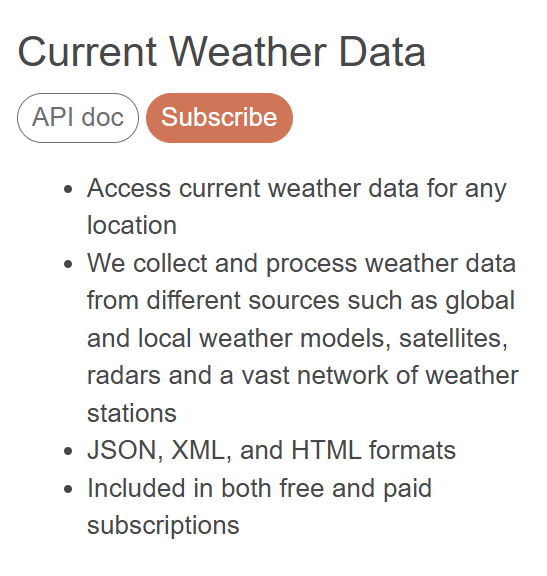 Current Weather Data
API doc Subscribe
• Access current weather data for any
location
• We collect and process weather data
from different sources such as global
and local weather models, satellites,
radars and a vast network of weather
stations
• JSON, XML, and HTML formats
• Included in both free and paid
subscriptions